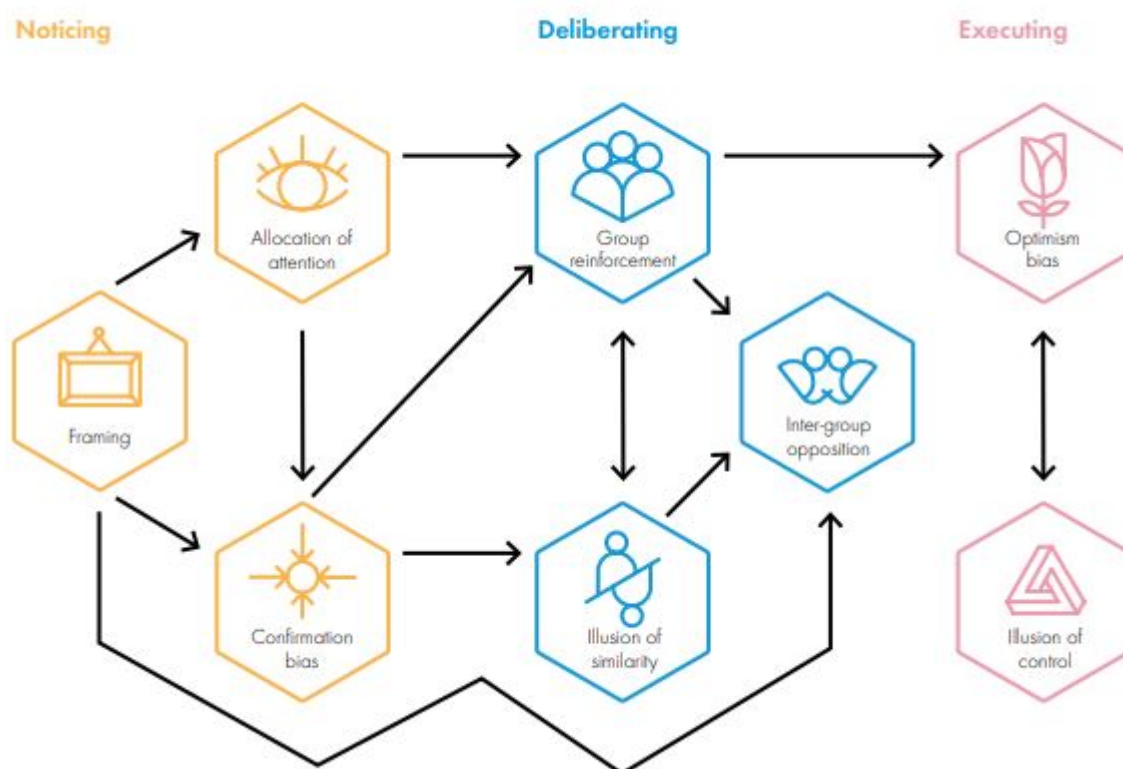 Noticing
Deliberating
Executing
Allocation of
attention
Group
reinforcement
Optimism
bias
Framing
Inter-group
opposition
Confirmation
bias
Illusion of
similarity
Illusion of
control